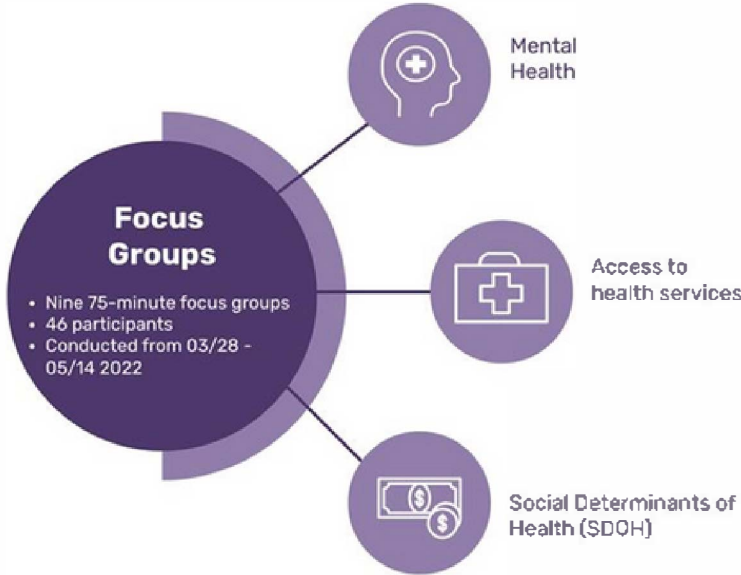 Mental
Health
Focus
Groups
• Nine 75-minute focus groups
• 46 participants
• Conducted from 03/28 -
05/14 2022
Access to
health services
$
$
Social Determinants of
Health (SDOH)